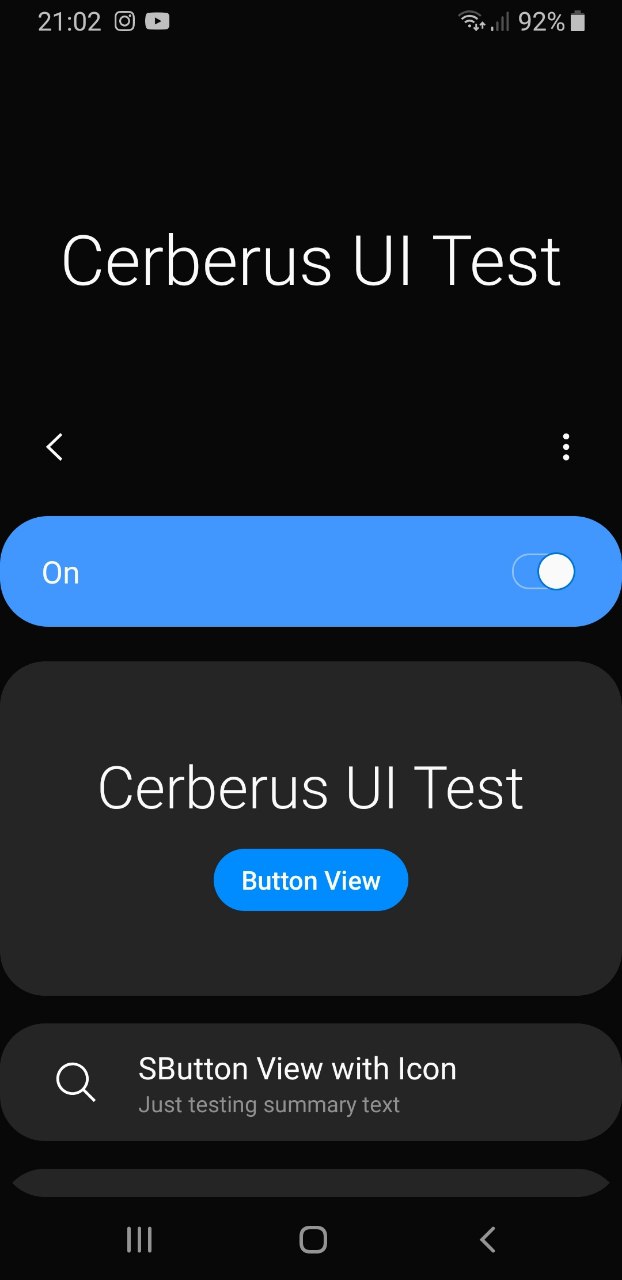 21:02 92%
Cerberus UI Test
On
Cerberus UI Test
Button View
SButton View with Icon
Just testing summary text